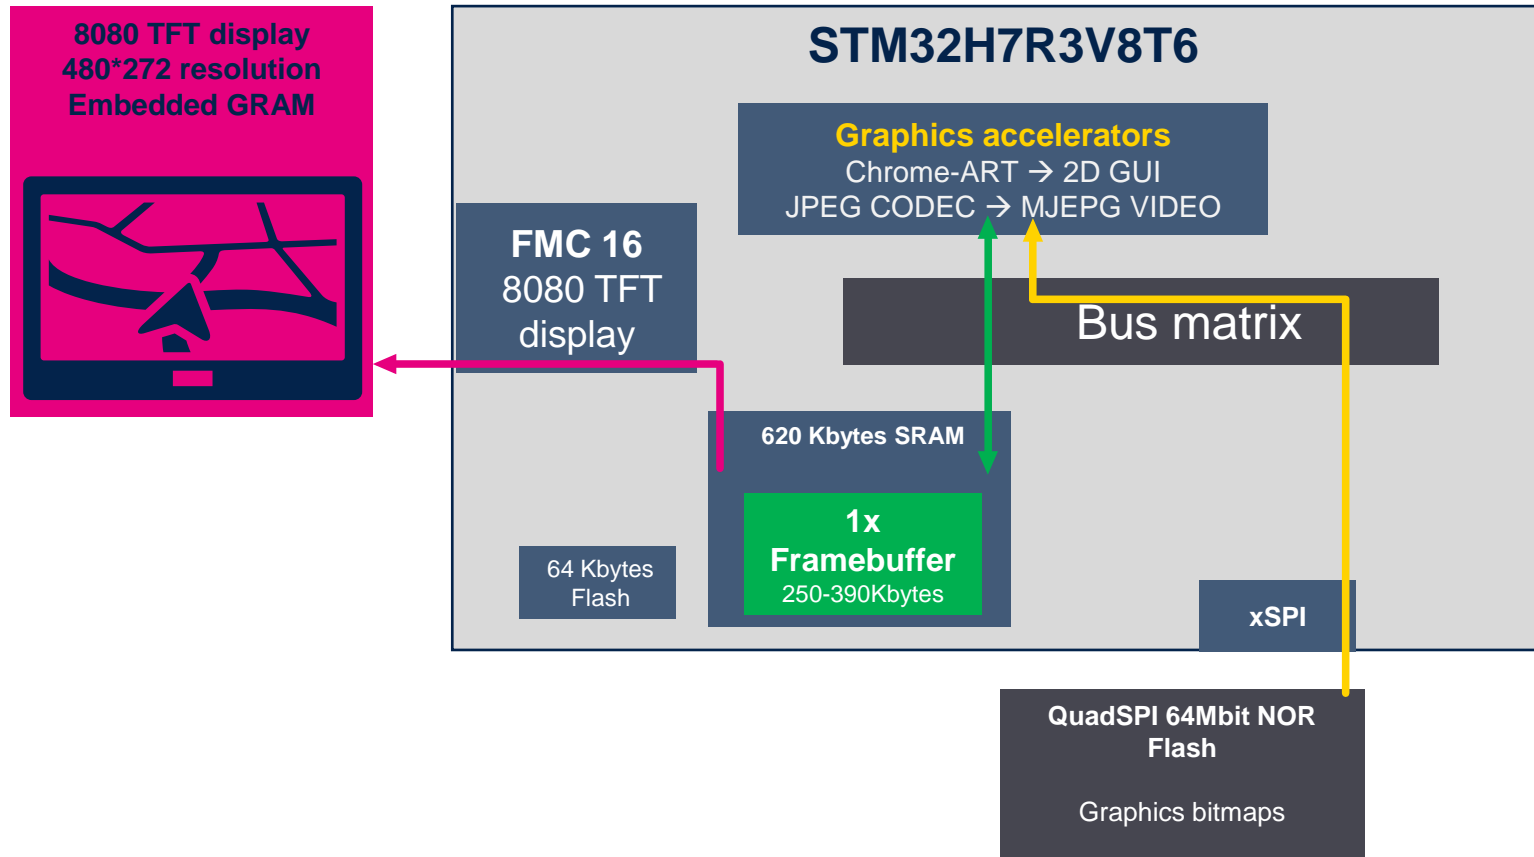 8080 TFT display
480*272 resolution
Embedded GRAM
STM32H7R3V8T6
Graphics accelerators
Chrome-ART → 2D GUI
JPEG CODEC → MJEPG VIDEO
FMC 16
8080 TFT
display
Bus matrix
620 Kbytes SRAM
1x
Framebuffer
250-390Kbytes
64 Kbytes
Flash
xSPI
QuadSPI 64Mbit NOR
Flash
Graphics bitmaps